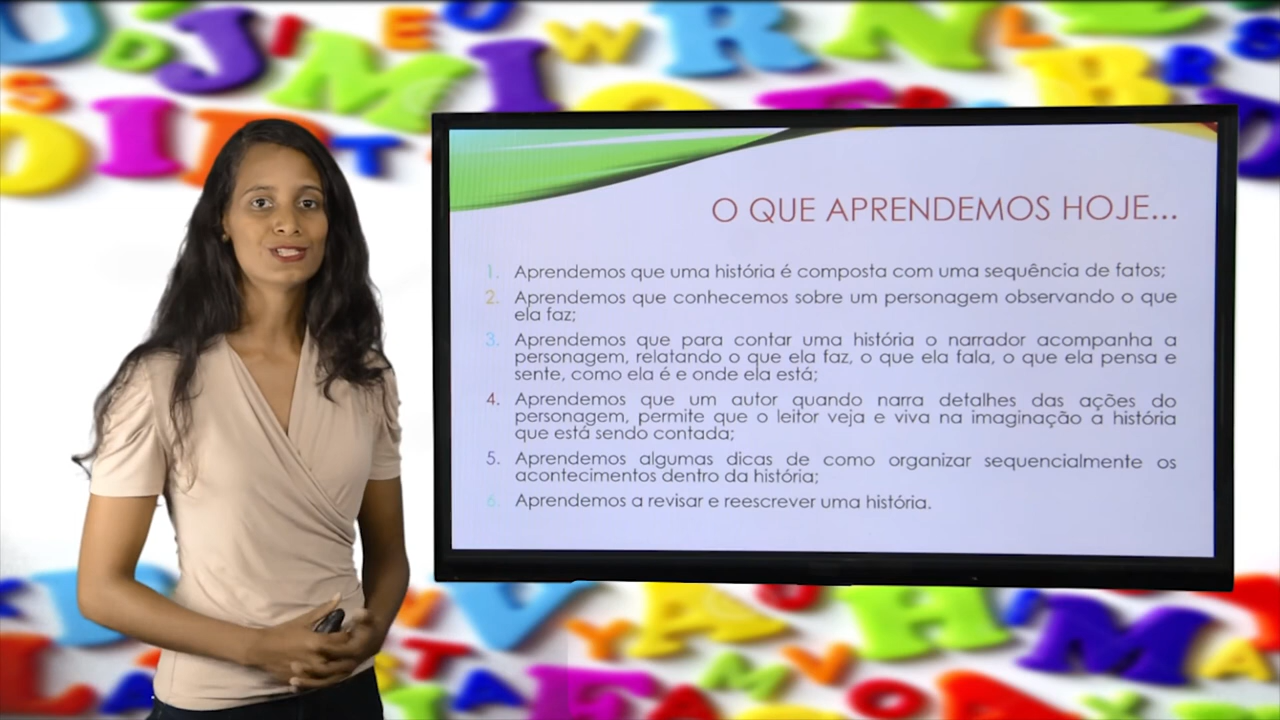 O QUE APRENDEMOS HOJE...
1. Aprendemos que uma história é composta com uma sequência de fatos;
2. Aprendemos que conhecemos sobre um personagem observando o que
ela faz;
3. Aprendemos que para contar uma história o narrador acompanha a
personagem, relatando o que ela faz, o que ela fala, o que ela pensa e
sente, como ela é e onde ela está;
4. Aprendemos que um autor quando narra detalhes das ações do
personagem, permite que o leitor veja e viva na imaginação a história
que está sendo contada;
5. Aprendemos algumas dicas de como organizar sequencialmente os
acontecimentos dentro da história;
6. Aprendemos a revisar e reescrever uma história.